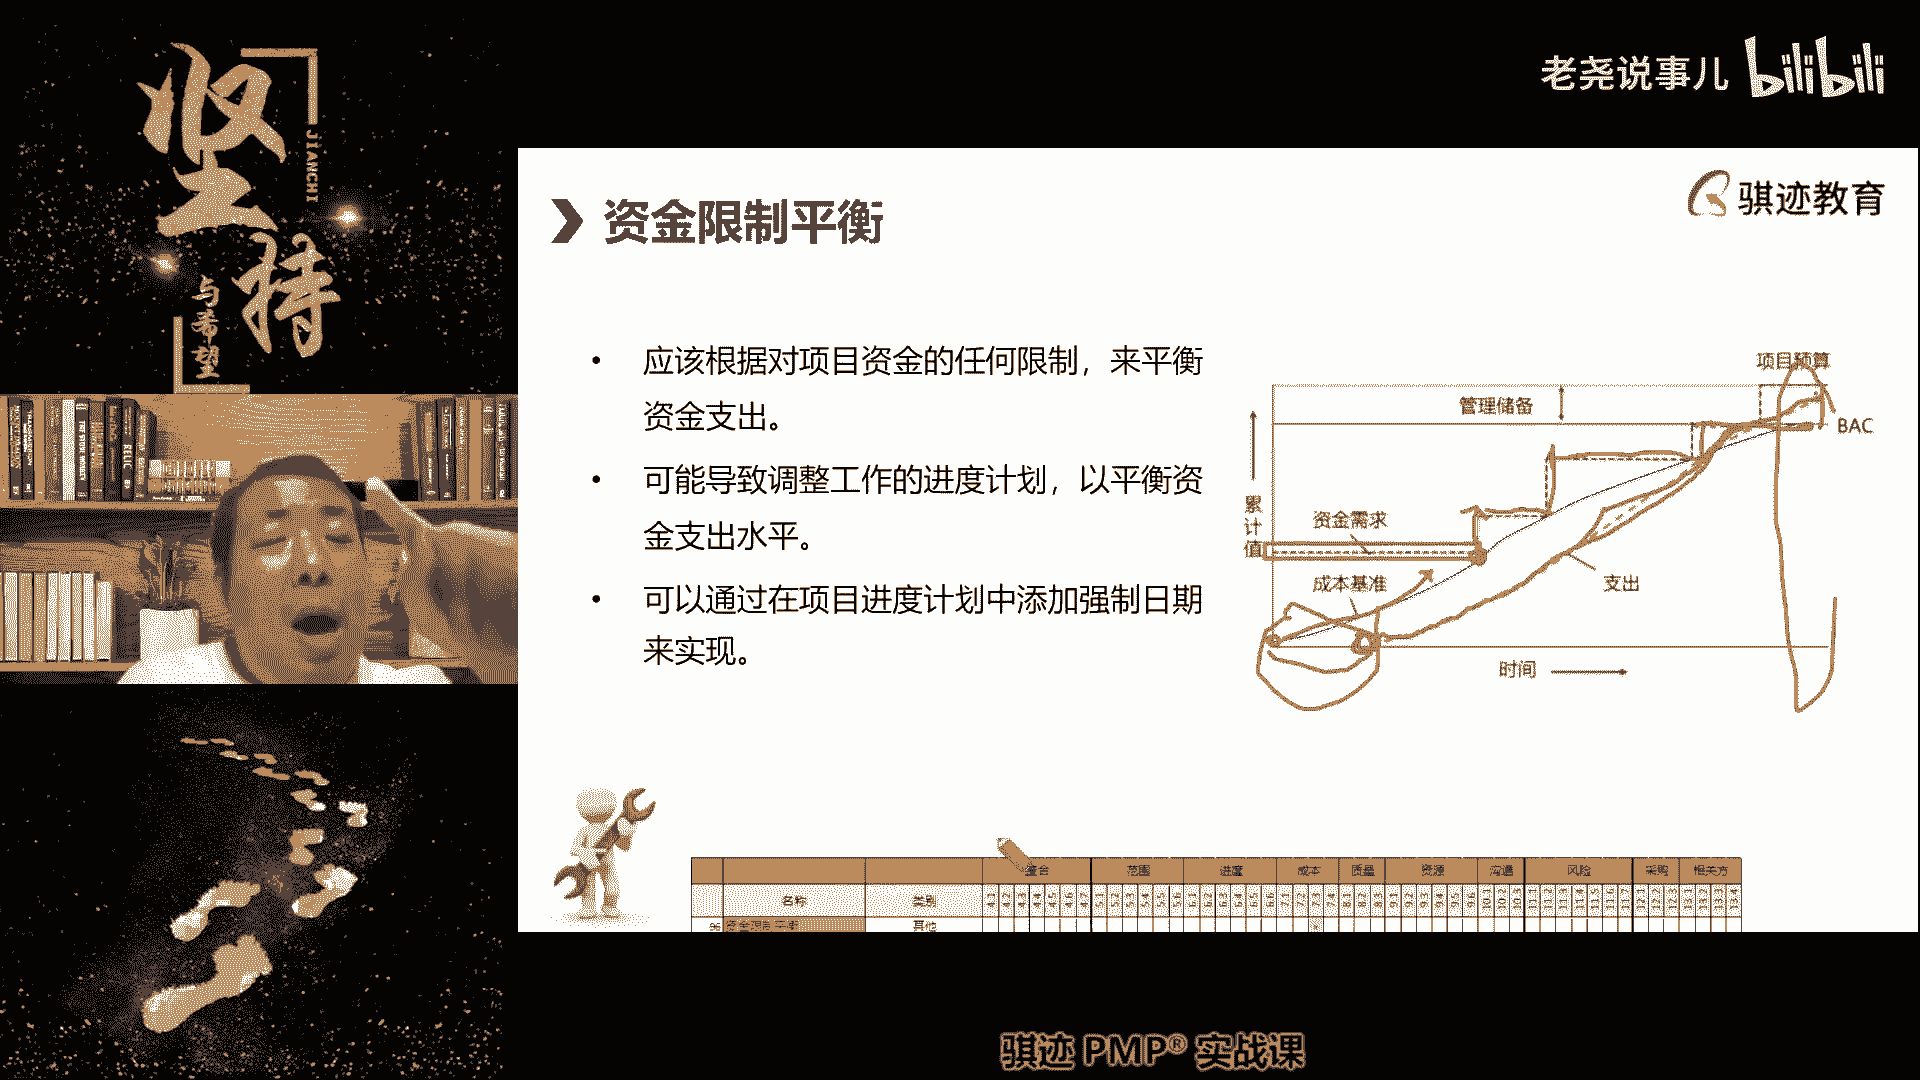 坚持
JIANCHI
与希望
老尧说事儿 bilibili
骐迹教育
资金限制平衡
• 应该根据对项目资金的任何限制，来平衡
资金支出。
• 可能导致调整工作的进度计划，以平衡资
金支出水平。
• 可以通过在项目进度计划中添加强制日期
来实现。
项目预算
管理储备
BAC
累计值
资金需求
成本基准
支出
时间
整合 范围 进度 成本 质量 资源 沟通 风险 采购 相关方
名称 类别
96 资金限制平衡 其他
骐迹 PMP® 实战课